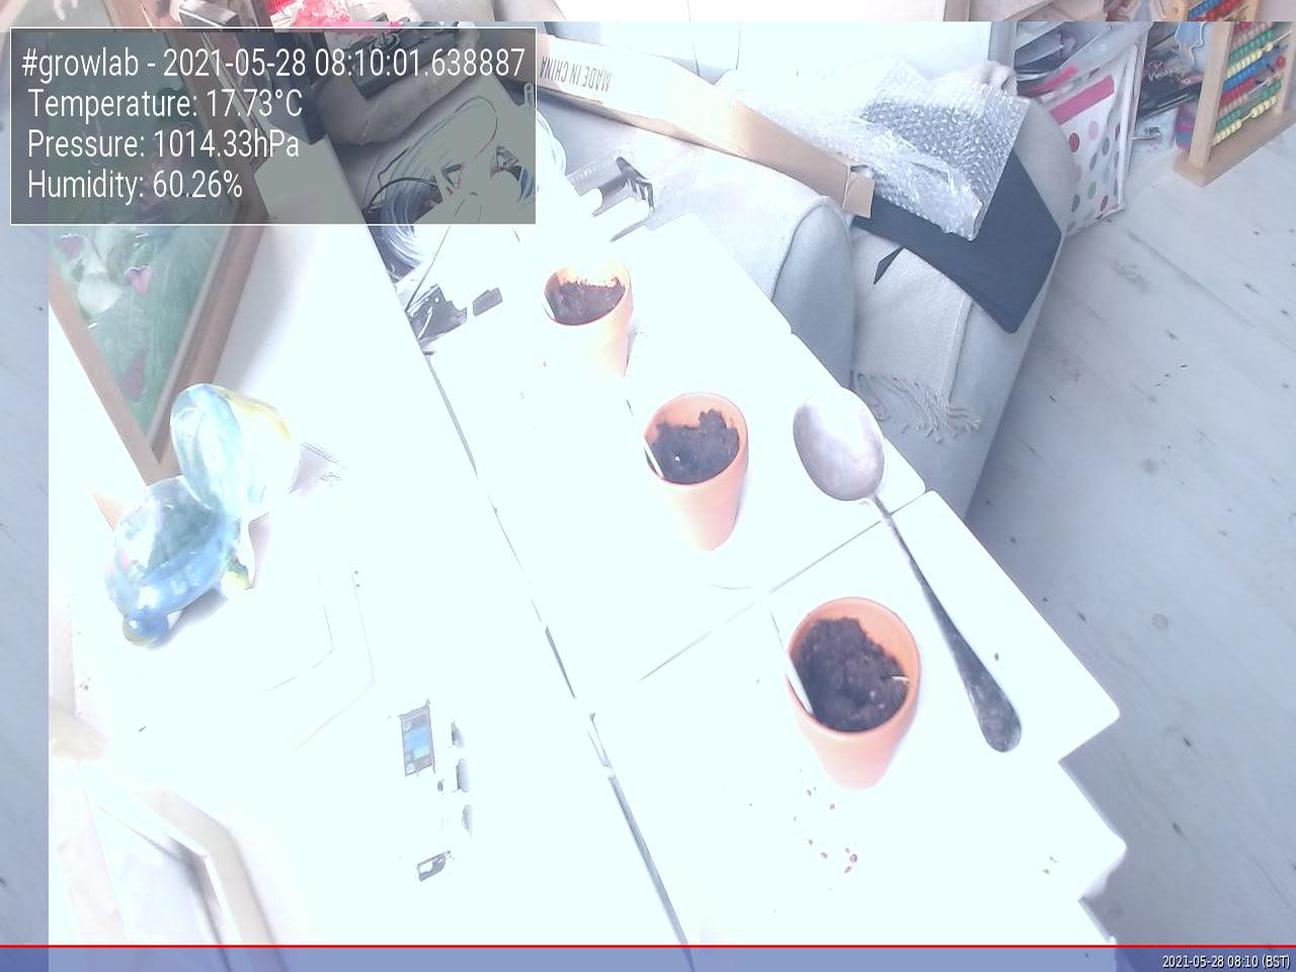 #growlab - 2021-05-28 08:10:01.638887
Temperature: 17.73°C
Pressure: 1014.33hPa
Humidity: 60.26%
MADE IN CHINA
2021-05-28 08:10 (BST)